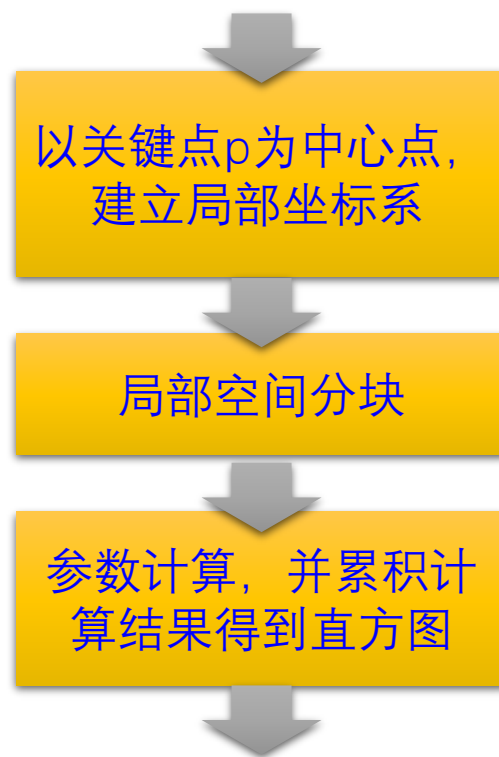 以关键点p为中心点，
建立局部坐标系
局部空间分块
参数计算，并累积计
算结果得到直方图